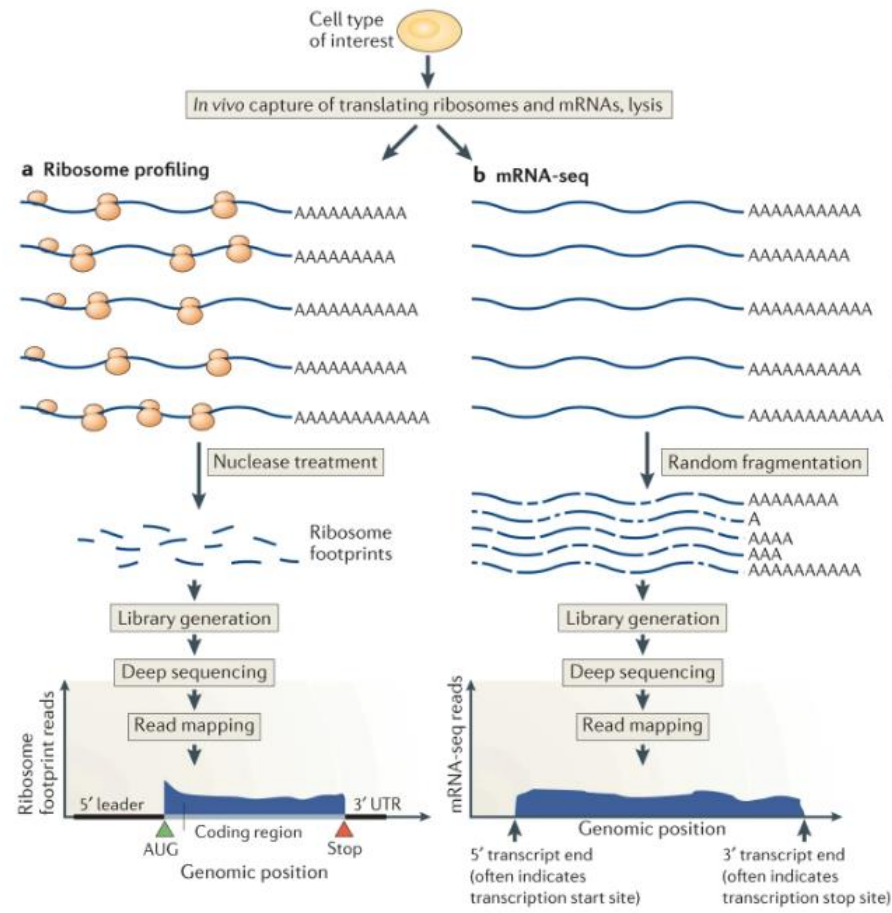 Cell type
of interest
In vivo capture of translating ribosomes and mRNAs, lysis
a Ribosome profiling
AAAAAAAAAA
AAAAAAAAA
AAAAAAAAAAA
AAAAAAAAAA
AAAAAAAAAAAA
Nuclease treatment
Ribosome
footprints
Library generation
Deep sequencing
Read mapping
Ribosome
footprint reads
5′ leader
3′ UTR
Coding region
AUG
Stop
Genomic position
b mRNA-seq
AAAAAAAAAA
AAAAAAAAA
AAAAAAAAAAA
AAAAAAAAAA
AAAAAAAAAAAA
Random fragmentation
AAAAAAAA
A
AAAA
AAA
AAAAAAAAAA
Library generation
Deep sequencing
Read mapping
mRNA-seq reads
Genomic position
5′ transcript end
(often indicates
transcription start site)
3′ transcript end
(often indicates
transcription stop site)